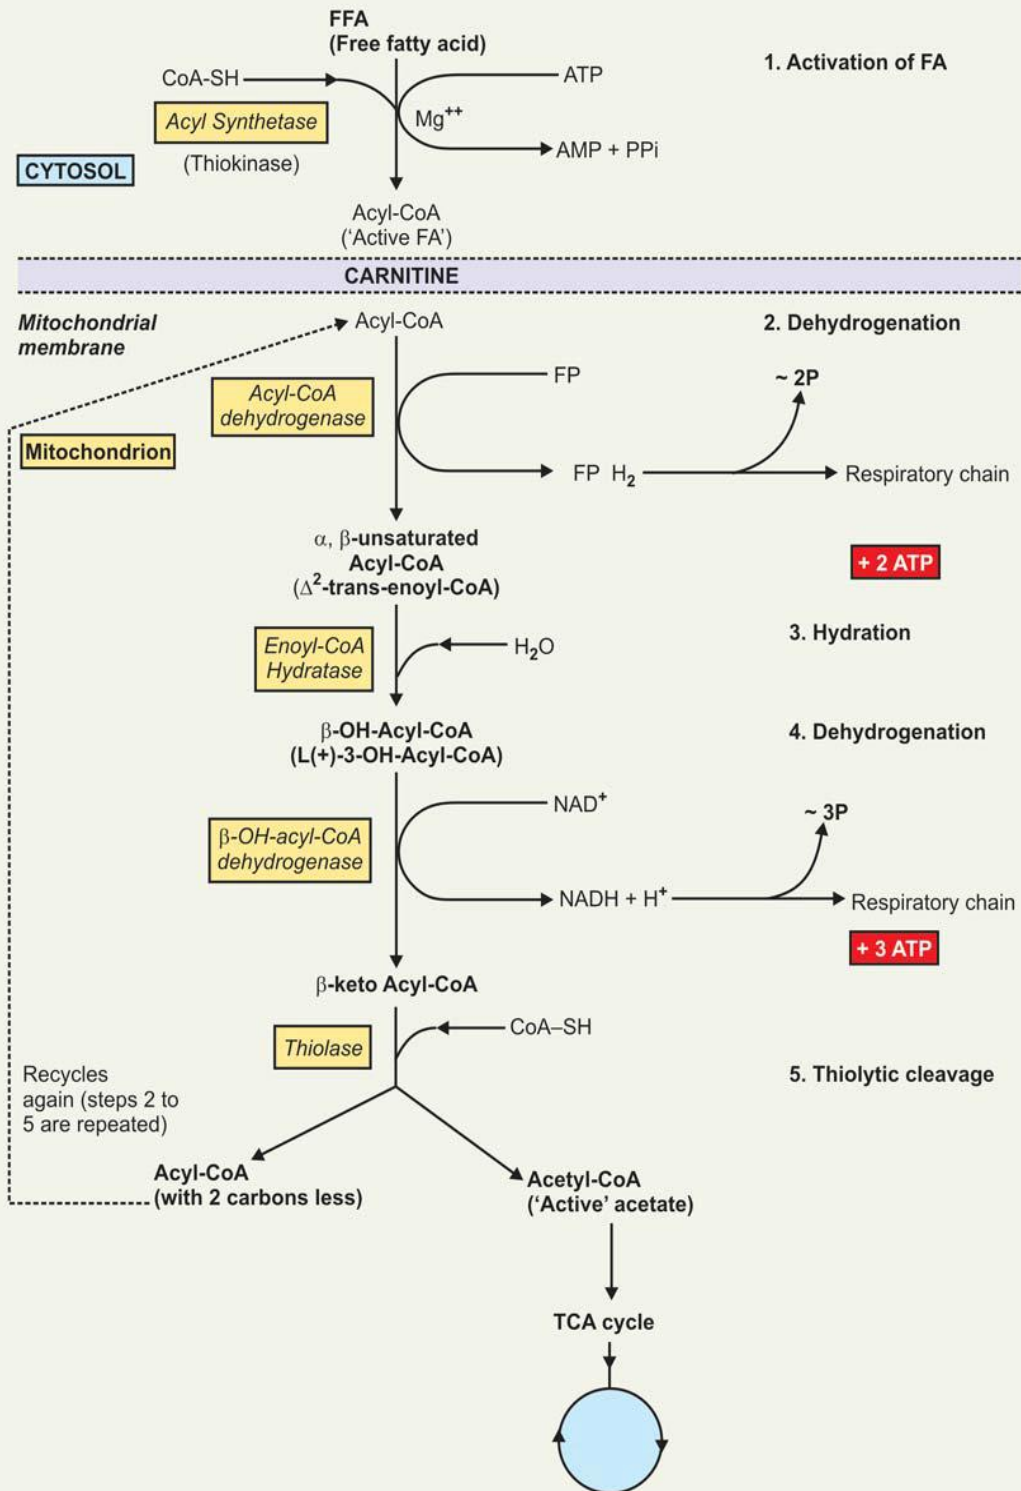 FFA
(Free fatty acid)
1. Activation of FA
CoA-SH
ATP
Acyl Synthetase
Mg++
(Thiokinase)
AMP + PPi
CYTOSOL
Acyl-CoA
(‘Active FA’)
CARNITINE
Mitochondrial
membrane
Acyl-CoA
2. Dehydrogenation
FP
~ 2P
Acyl-CoA
dehydrogenase
Mitochondrion
FP H2
Respiratory chain
α, β-unsaturated
Acyl-CoA
(Δ2-trans-enoyl-CoA)
+ 2 ATP
3. Hydration
Enoyl-CoA
Hydratase
H2O
β-OH-Acyl-CoA
(L(+)-3-OH-Acyl-CoA)
4. Dehydrogenation
NAD+
~ 3P
β-OH-acyl-CoA
dehydrogenase
NADH + H+
Respiratory chain
+ 3 ATP
β-keto Acyl-CoA
CoA–SH
Thiolase
5. Thiolytic cleavage
Recycles
again (steps 2 to
5 are repeated)
Acyl-CoA
(with 2 carbons less)
Acetyl-CoA
(‘Active’ acetate)
TCA cycle